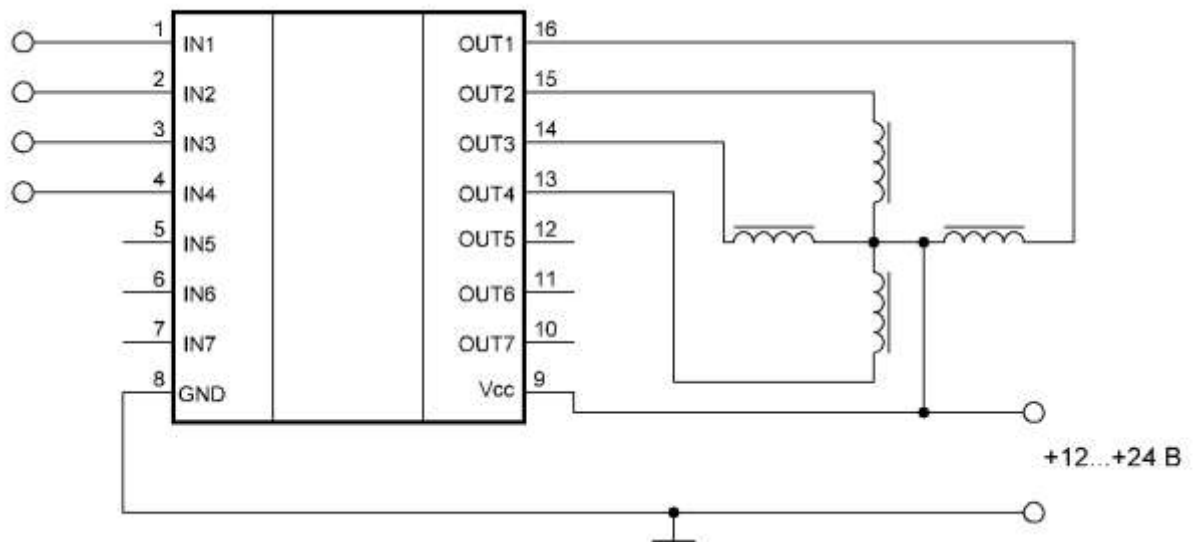 1 IN1 OUT1 16
2 IN2 OUT2 15
3 IN3 OUT3 14
4 IN4 OUT4 13
5 IN5 OUT5 12
6 IN6 OUT6 11
7 IN7 OUT7 10
8 GND Vcc 9
+12...+24 В